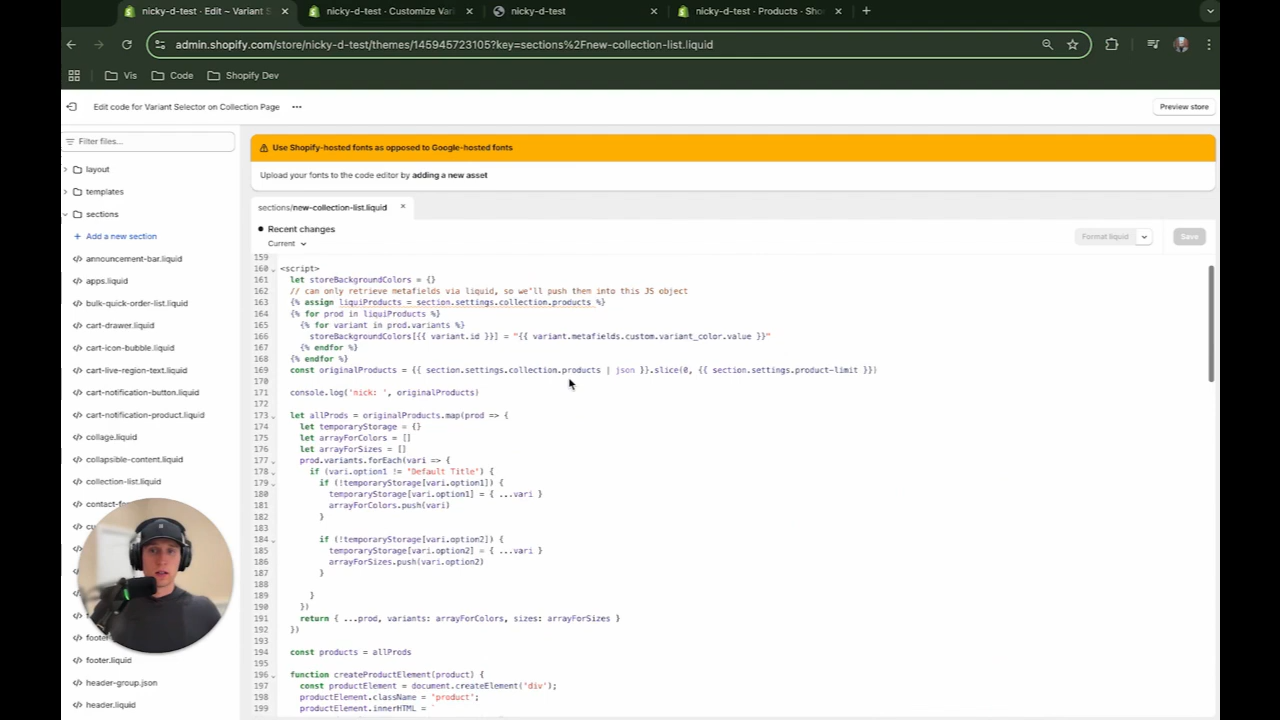 nicky-d-test · Edit ~ Variant S
nicky-d-test · Customize Vari
nicky-d-test
nicky-d-test · Products · Sho
admin.shopify.com/store/nicky-d-test/themes/145945723105?key=sections%2Fnew-collection-list.liquid
Vis
Code
Shopify Dev
Edit code for Variant Selector on Collection Page
Preview store
Filter files...
Use Shopify-hosted fonts as opposed to Google-hosted fonts
Upload your fonts to the code editor by adding a new asset
layout
templates
sections
Add a new section
announcement-bar.liquid
apps.liquid
bulk-quick-order-list.liquid
cart-drawer.liquid
cart-icon-bubble.liquid
cart-live-region-text.liquid
cart-notification-button.liquid
cart-notification-product.liquid
collage.liquid
collapsible-content.liquid
collection-list.liquid
contact-fo
cu
f
foote
footer.liquid
header-group.json
header.liquid
sections/new-collection-list.liquid
Recent changes
Current
Format liquid
Save
159
160 <script>
161 let storeBackgroundColors = {}
162 // can only retrieve metafields via liquid, so we'll push them into this JS object
163 {% assign liquiProducts = section.settings.collection.products %}
164 {% for prod in liquiProducts %}
165 {% for variant in prod.variants %}
166 storeBackgroundColors[{{ variant.id }}] = "{{ variant.metafields.custom.variant_color.value }}"
167 {% endfor %}
168 {% endfor %}
169 const originalProducts = {{ section.settings.collection.products | json }}.slice(0, {{ section.settings.product-limit }})
170
171 console.log('nick: ', originalProducts)
172
173 let allProds = originalProducts.map(prod => {
174 let temporaryStorage = {}
175 let arrayForColors = []
176 let arrayForSizes = []
177 prod.variants.forEach(vari => {
178 if (vari.option1 != 'Default Title') {
179 if (!temporaryStorage[vari.option1]) {
180 temporaryStorage[vari.option1] = { ...vari }
181 arrayForColors.push(vari)
182 }
183
184 if (!temporaryStorage[vari.option2]) {
185 temporaryStorage[vari.option2] = { ...vari }
186 arrayForSizes.push(vari.option2)
187 }
188
189 }
190 })
191 return { ...prod, variants: arrayForColors, sizes: arrayForSizes }
192 })
193
194 const products = allProds
195
196 function createProductElement(product) {
197 const productElement = document.createElement('div');
198 productElement.className = 'product';
199 productElement.innerHTML = `